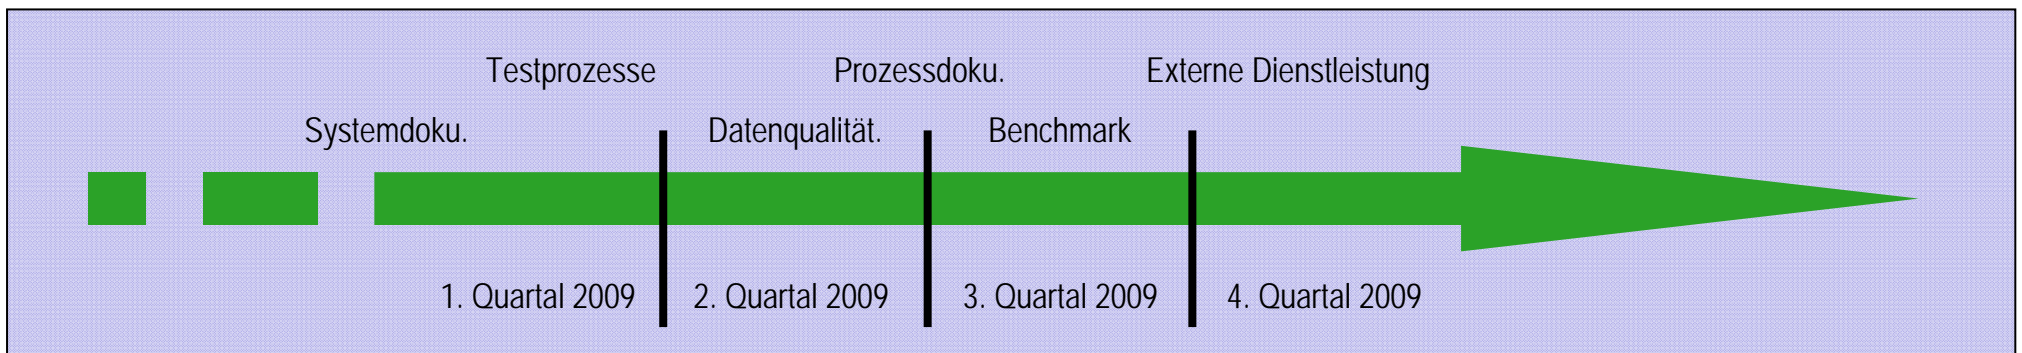 Testprozesse Prozessdoku. Externe Dienstleistung
Systemdoku. Datenqualität. Benchmark
1. Quartal 2009 2. Quartal 2009 3. Quartal 2009 4. Quartal 2009